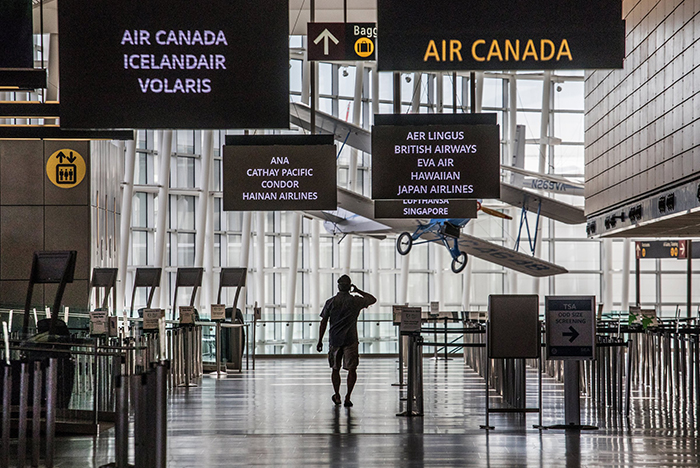 AIR CANADA
ICELANDAIR
VOLARIS
Bagg
AIR CANADA
ANA
CATHAY PACIFIC
CONDOR
HAINAN AIRLINES
AER LINGUS
BRITISH AIRWAYS
EVA AIR
HAWAIIAN
JAPAN AIRLINES
LUFTHANSA
SINGAPORE
TSA
ODD SIZE
SCREENING